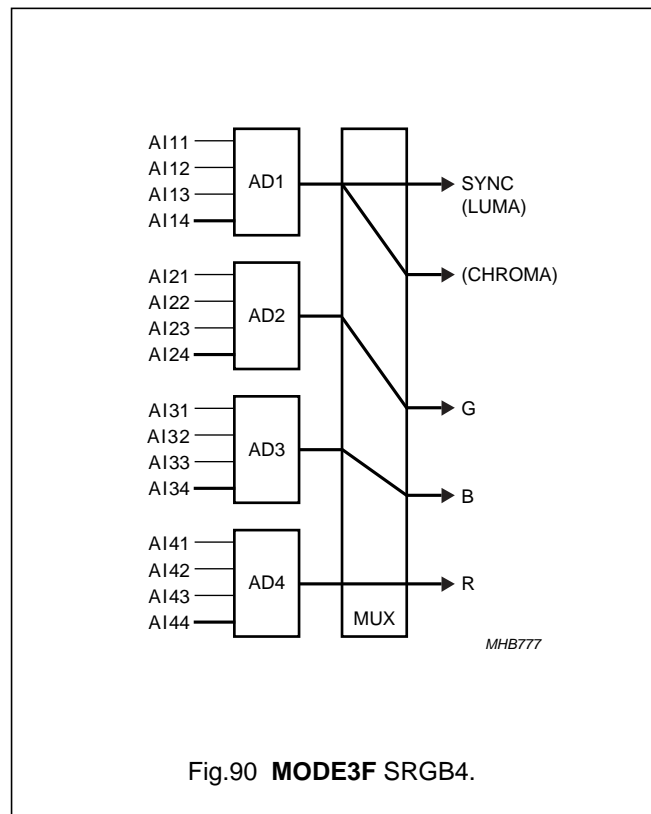 AI11
AI12
AI13
AI14
AD1
SYNC
(LUMA)
(CHROMA)
AI21
AI22
AI23
AI24
AD2
G
AI31
AI32
AI33
AI34
AD3
B
AI41
AI42
AI43
AI44
AD4
R
MUX
MHB777
Fig.90 MODE3F SRGB4.